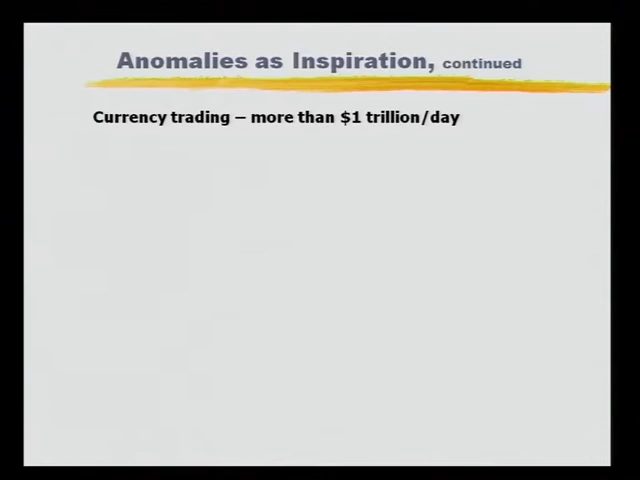 Anomalies as Inspiration, continued
Currency trading – more than $1 trillion/day